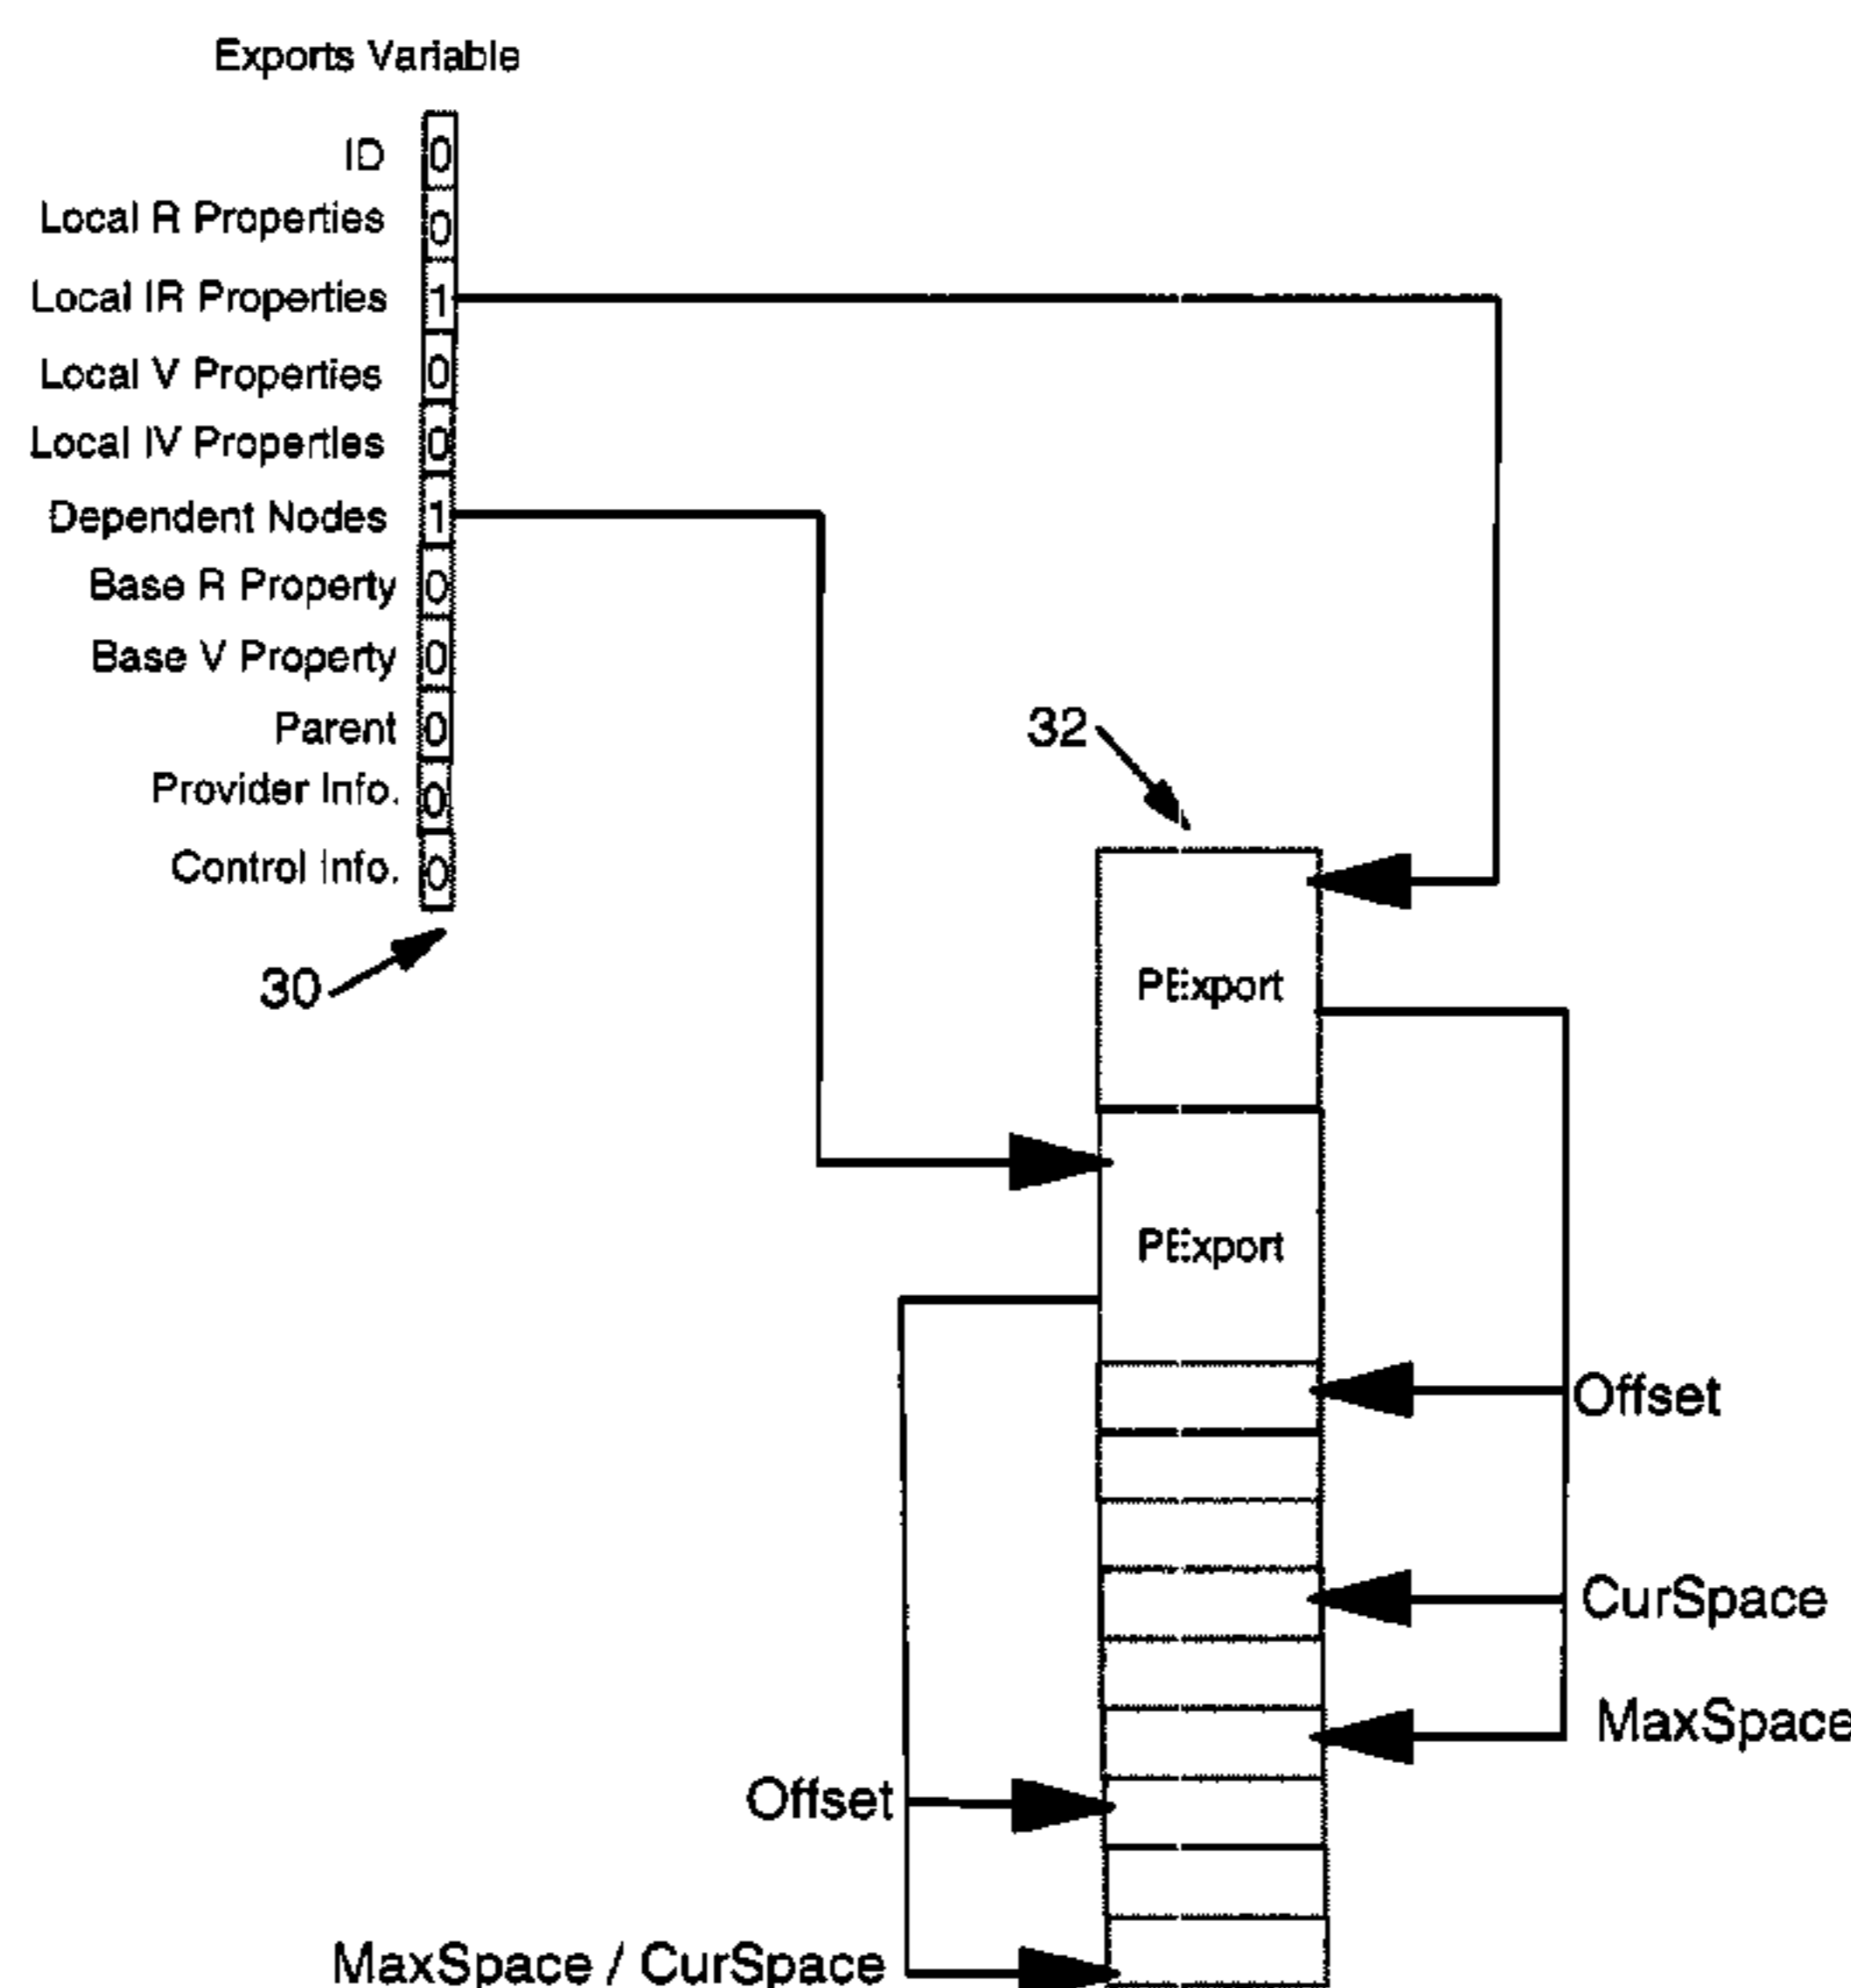 Exports Variable
ID 0
Local R Properties 0
Local IR Properties 1
Local V Properties 0
Local IV Properties 0
Dependent Nodes 1
Base R Property 0
Base V Property 0
Parent 0
Provider Info. 0
Control Info. 0
30
32
PExport
PExport
Offset
CurSpace
MaxSpace
Offset
MaxSpace / CurSpace